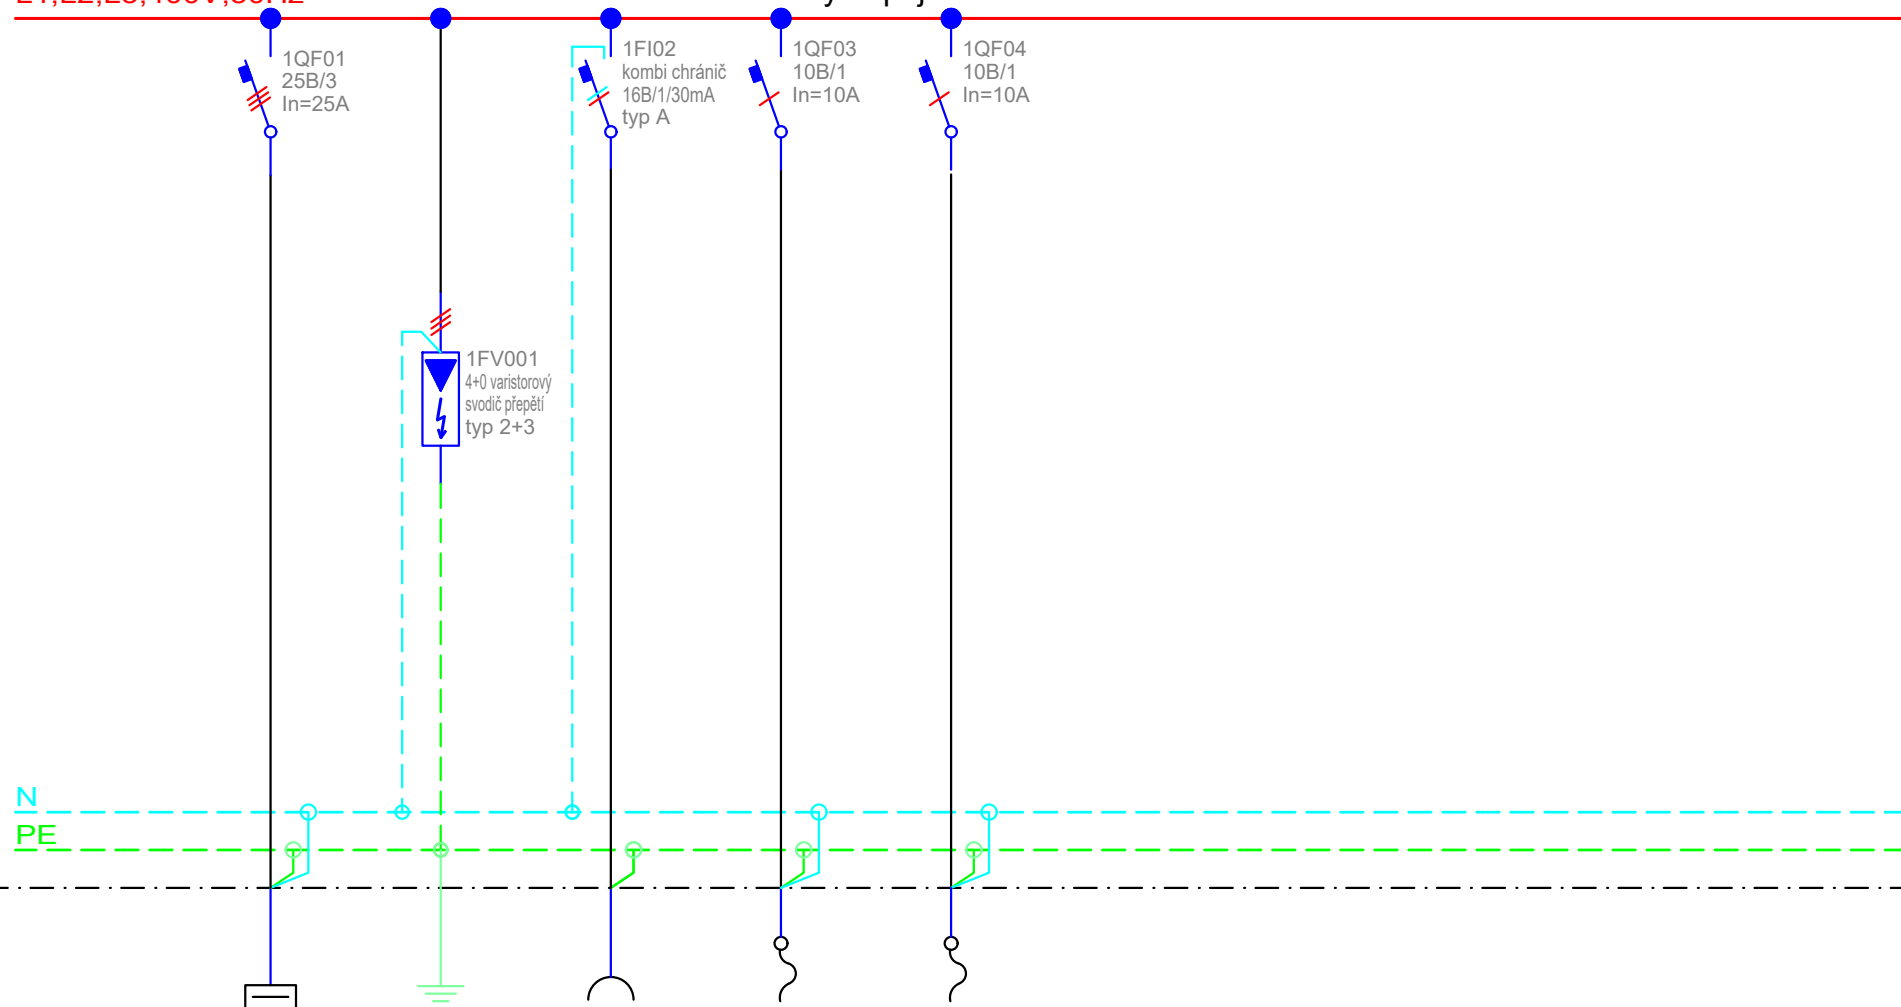 1QF01
25B/3
In=25A
1FI02
kombi chránič
16B/1/30mA
typ A
1QF03
10B/1
In=10A
1QF04
10B/1
In=10A
1FV001
4+0 varistorový
svodič přepětí
typ 2+3
N
PE